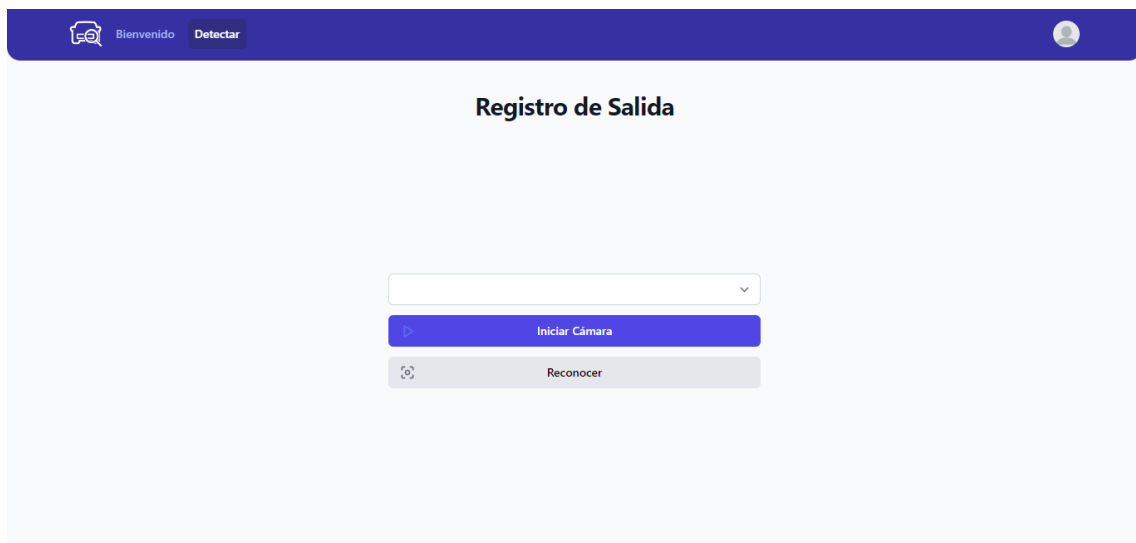 Bienvenido Detectar
Registro de Salida
Iniciar Cámara
Reconocer